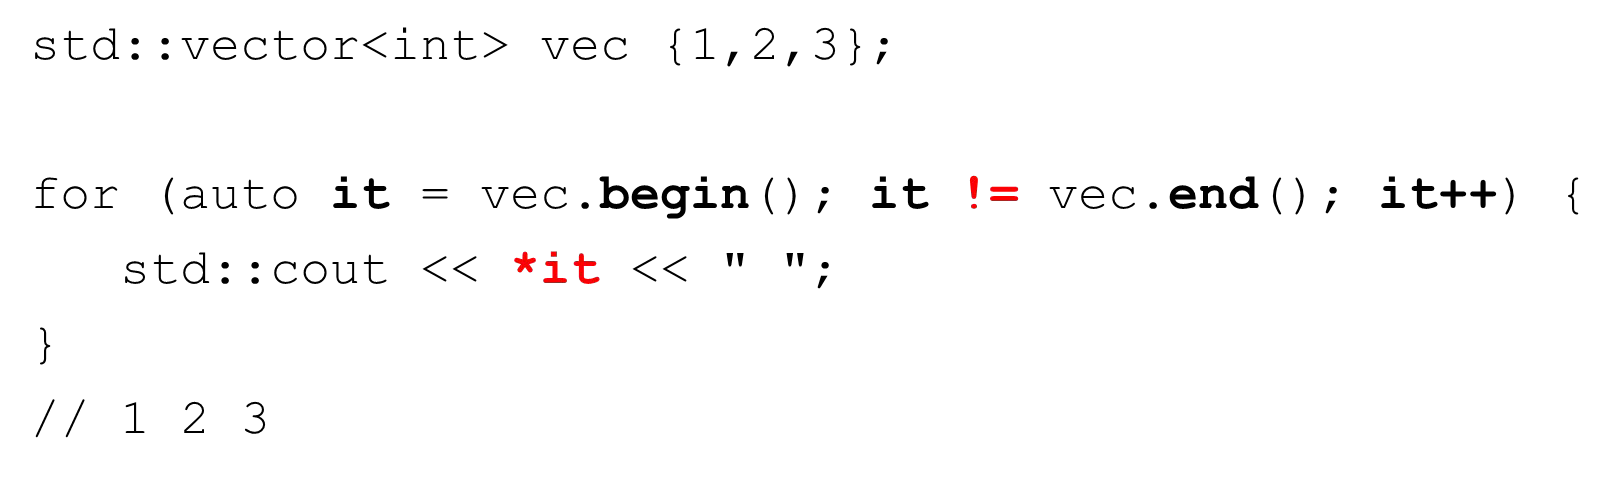 std::vector<int> vec {1,2,3};
for (auto it = vec.begin(); it != vec.end(); it++) {
   std::cout << *it << " ";
}
// 1 2 3